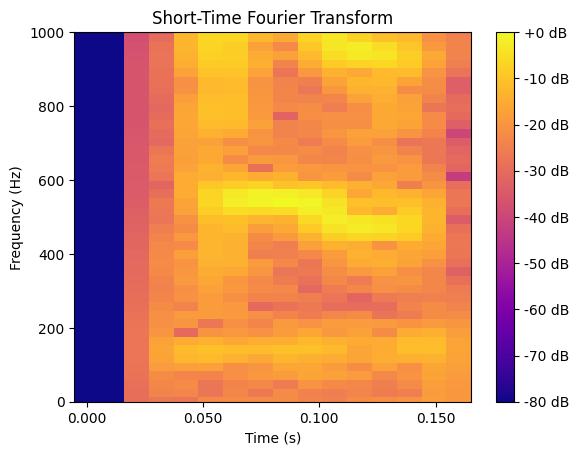 Short-Time Fourier Transform
1000
800
600
400
200
0
Frequency (Hz)
0.000
0.050
0.100
0.150
Time (s)
+0 dB
-10 dB
-20 dB
-30 dB
-40 dB
-50 dB
-60 dB
-70 dB
-80 dB